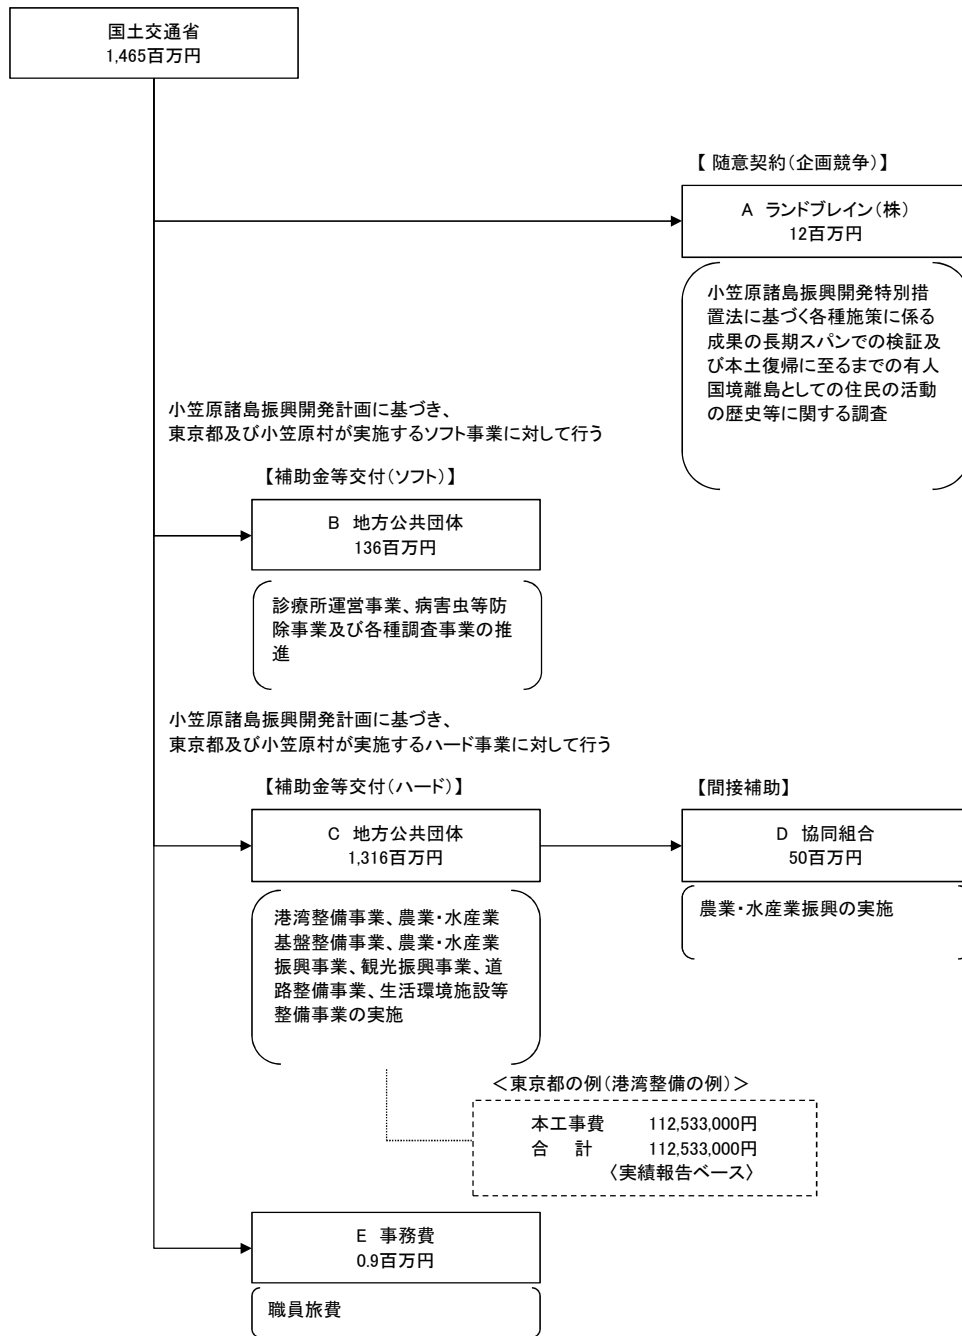 国土交通省
1,465百万円
【 随意契約（企画競争）】
A ランドブレイン（株）
12百万円
小笠原諸島振興開発特別措
置法に基づく各種施策に係る
成果の長期スパンでの検証及
び本土復帰に至るまでの有人
国境離島としての住民の活動
の歴史等に関する調査
小笠原諸島振興開発計画に基づき、
東京都及び小笠原村が実施するソフト事業に対して行う
【補助金等交付（ソフト）】
B 地方公共団体
136百万円
診療所運営事業、病害虫等防
除事業及び各種調査事業の推
進
小笠原諸島振興開発計画に基づき、
東京都及び小笠原村が実施するハード事業に対して行う
【補助金等交付（ハード）】
C 地方公共団体
1,316百万円
港湾整備事業、農業・水産業
基盤整備事業、農業・水産業
振興事業、観光振興事業、道
路整備事業、生活環境施設等
整備事業の実施
【間接補助】
D 協同組合
50百万円
農業・水産業振興の実施
＜東京都の例（港湾整備の例）＞
本工事費 112,533,000円
合 計 112,533,000円
〈実績報告ベース〉
E 事務費
0.9百万円
職員旅費